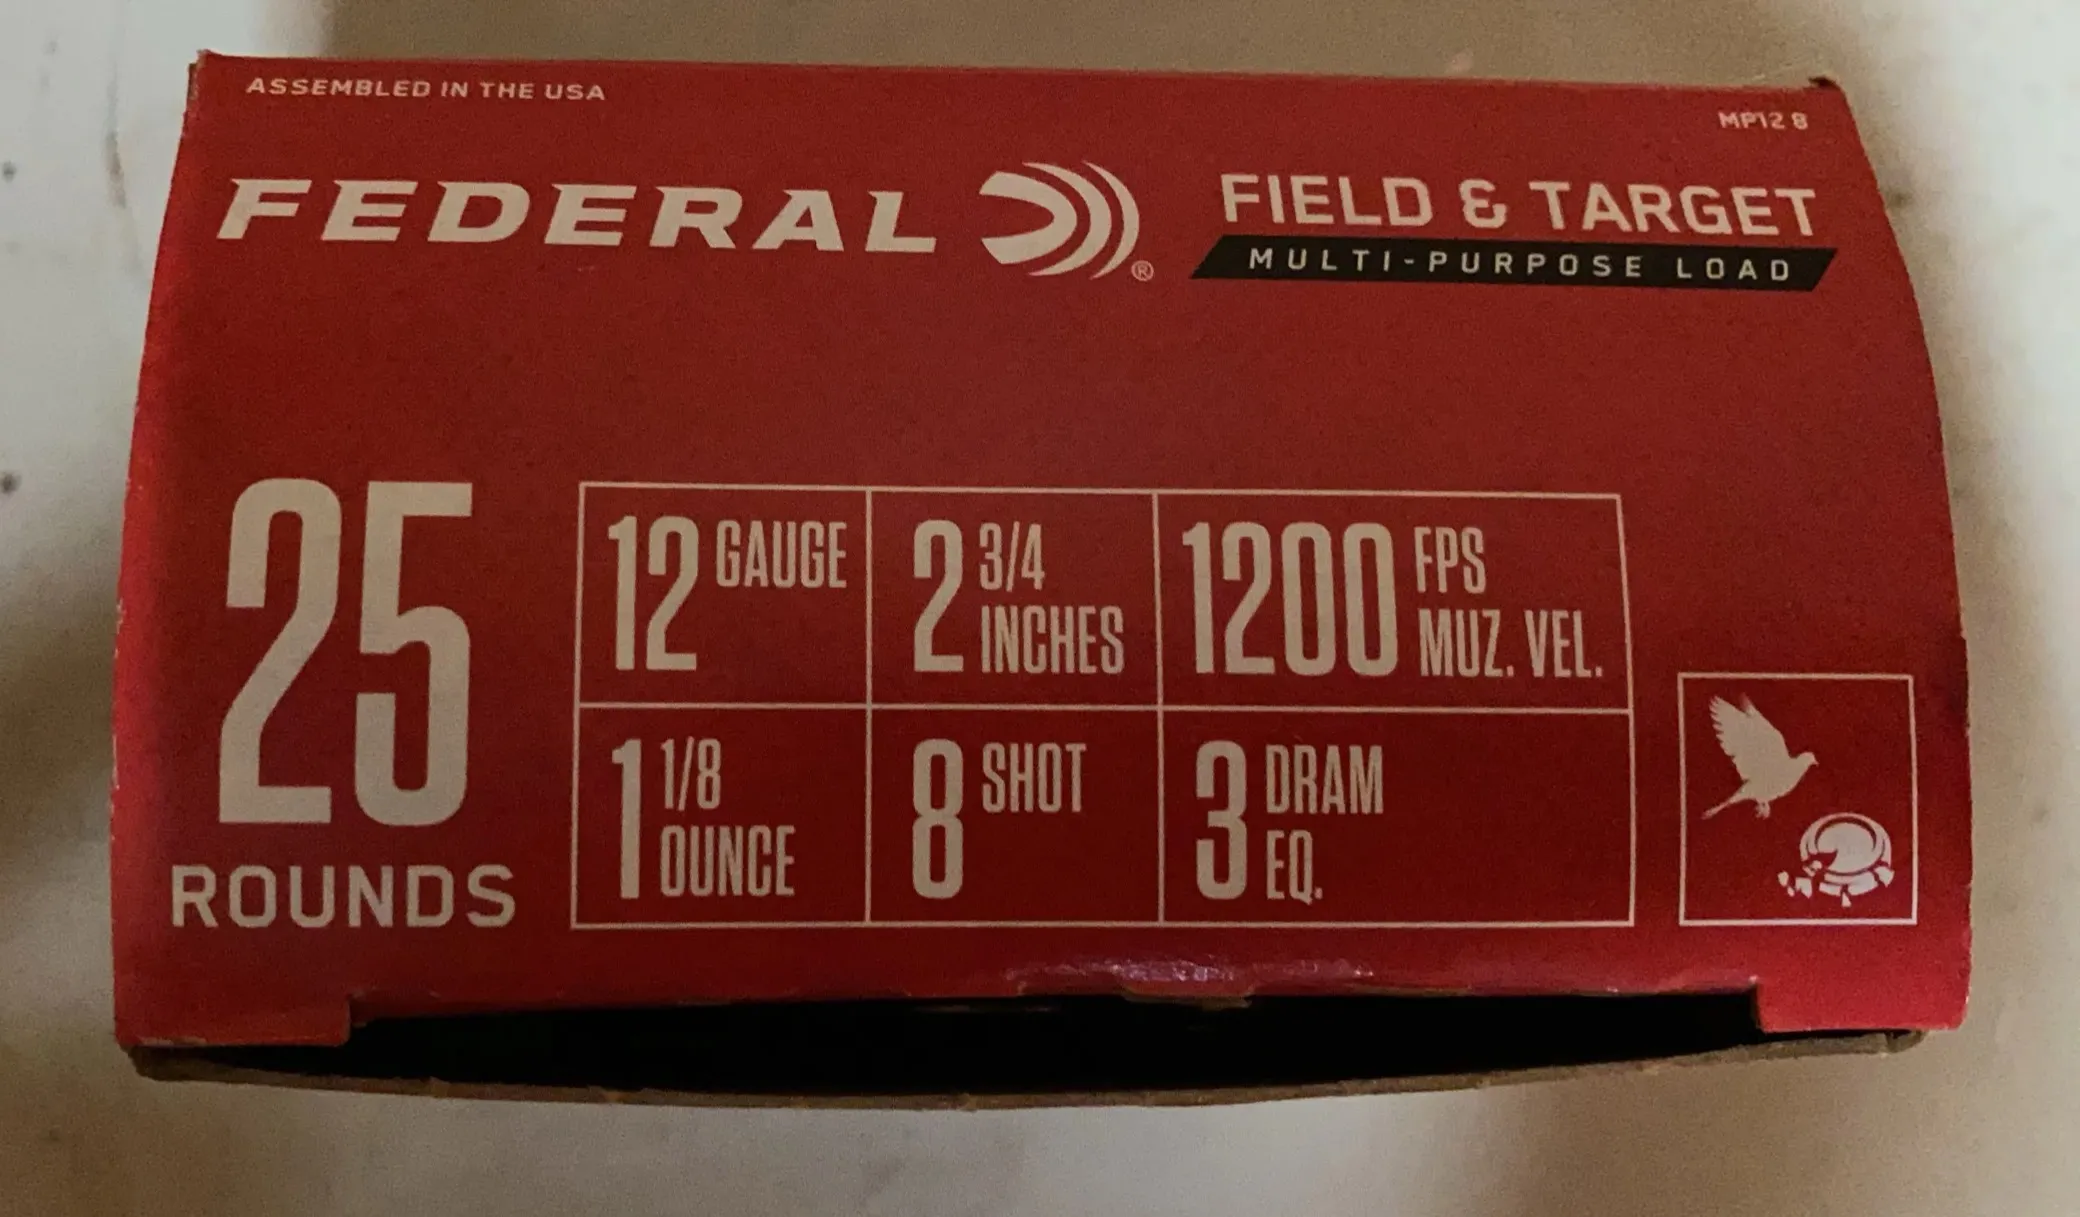 ASSEMBLED IN THE USA
MP12 8
FEDERAL ®
FIELD & TARGET
MULTI-PURPOSE LOAD
25
ROUNDS
12 GAUGE
2 3/4
INCHES
1200 FPS
MUZ. VEL.
1 1/8
OUNCE
8 SHOT
3 DRAM
EQ.